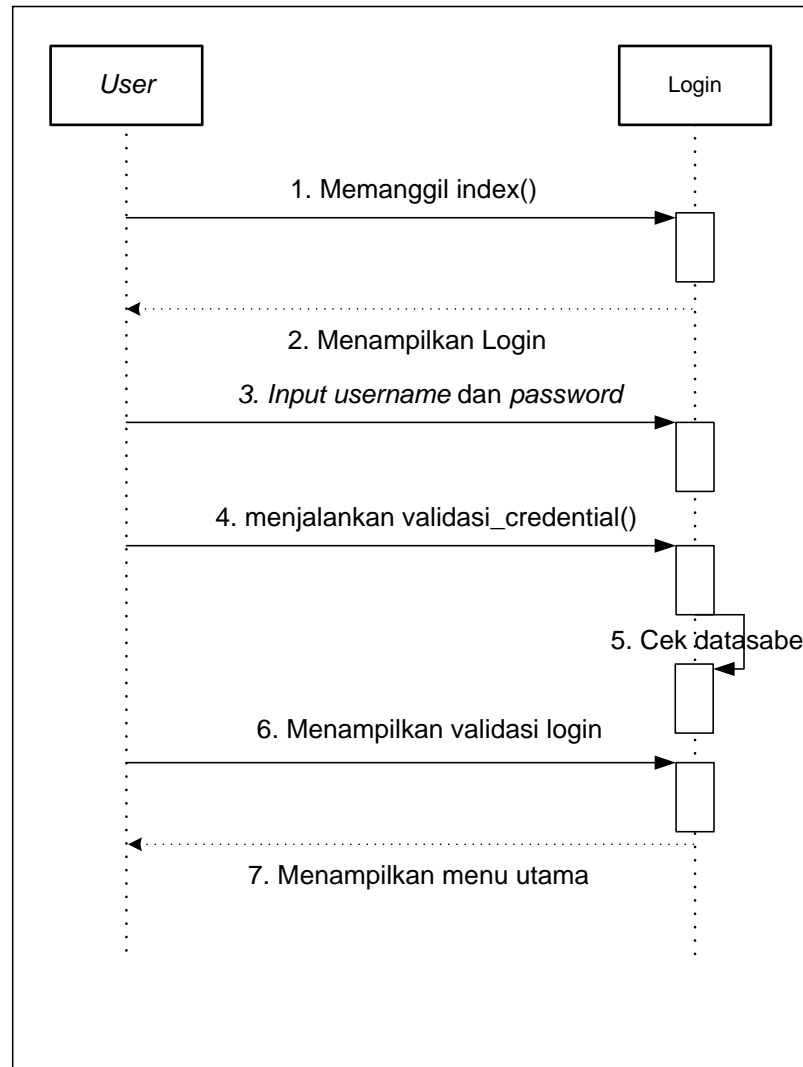 User
Login
1. Memanggil index()
2. Menampilkan Login
3. Input username dan password
4. menjalankan validasi_credential()
5. Cek datasabe
6. Menampilkan validasi login
7. Menampilkan menu utama